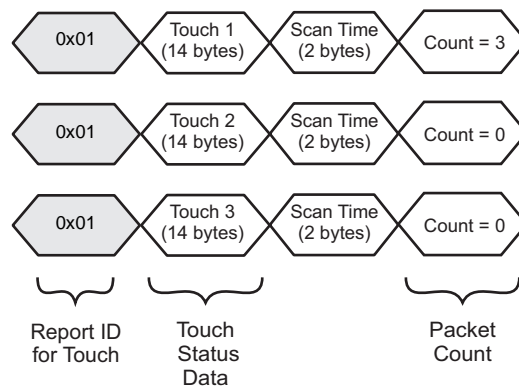 0x01
Touch 1
(14 bytes)
Scan Time
(2 bytes)
Count = 3
0x01
Touch 2
(14 bytes)
Scan Time
(2 bytes)
Count = 0
0x01
Touch 3
(14 bytes)
Scan Time
(2 bytes)
Count = 0
Report ID
for Touch
Touch
Status
Data
Packet
Count